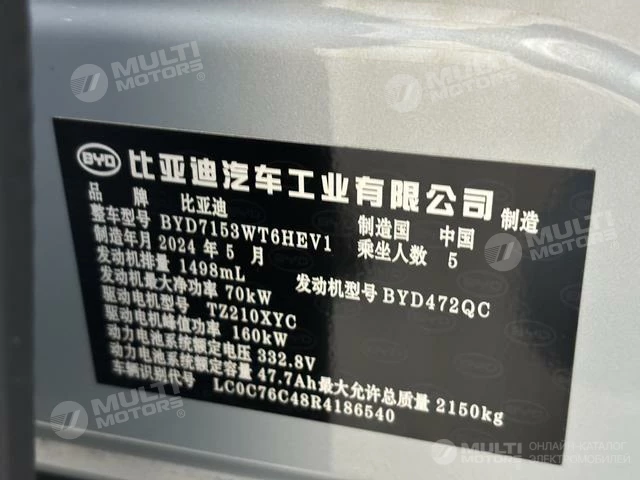 MULTI MOTORS®
MULTI MOTORS®
BYD 比亚迪汽车工业有限公司 制造
品 牌 比亚迪
整车型号 BYD7153WT6HEV1 制造国 中国
制造年月 2024 年 5 月 乘坐人数 5
发动机排量 1498mL
发动机最大净功率 70kW 发动机型号 BYD472QC
驱动电机型号 TZ210XYC
驱动电机峰值功率 160kW
动力电池系统额定电压 332.8V
动力电池系统额定容量 47.7Ah 最大允许总质量 2150kg
车辆识别代号 LC0C76C48R4186540
MULTI MOTORS®
MULTI MOTORS
MULTI MOTORS
ОНЛАЙН-КАТАЛОГ
ЭЛЕКТРОМОБИЛЕЙ